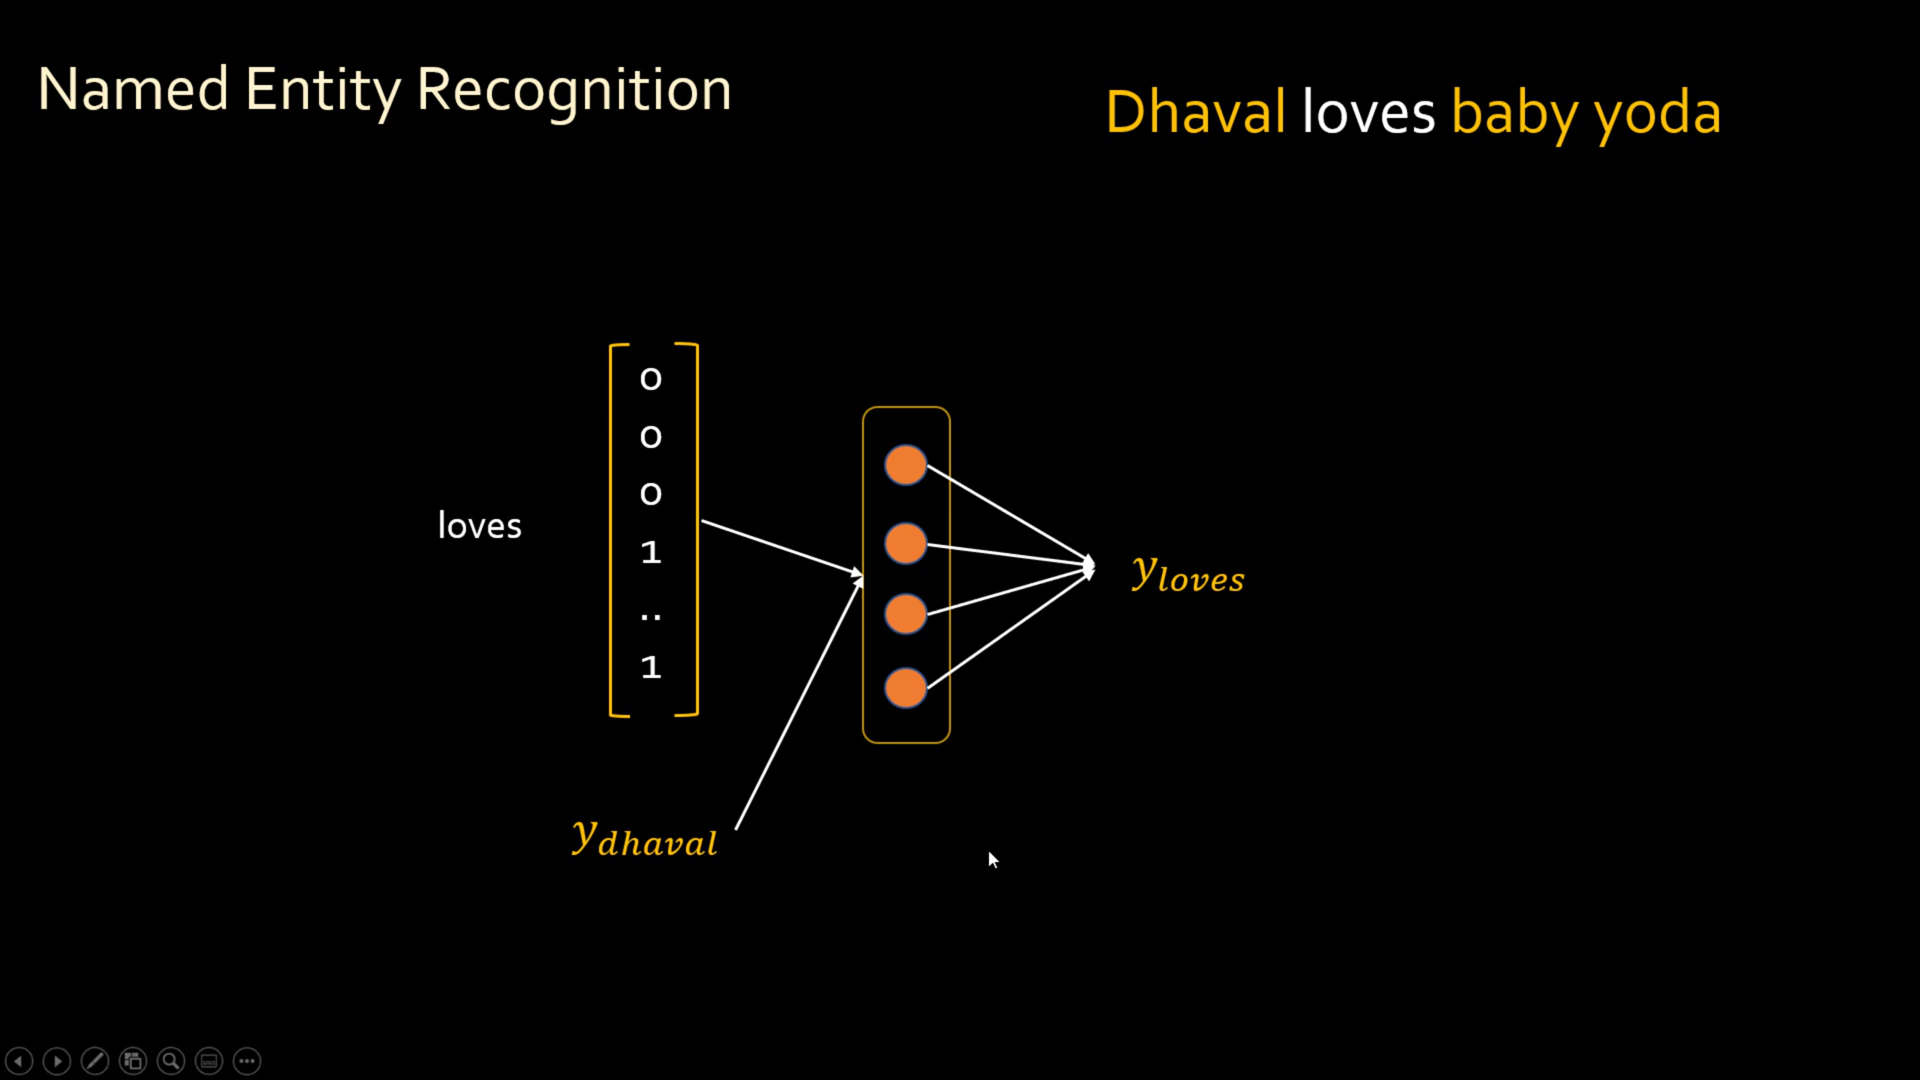 Named Entity Recognition
Dhaval loves baby yoda
0
0
0
loves
1
..
1
y_loves
y_dhaval